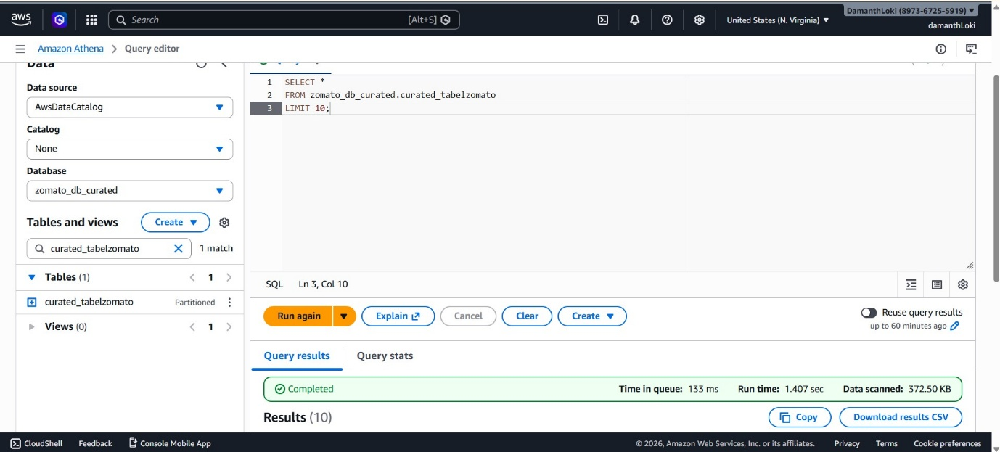 aws
Search [Alt+S]
United States (N. Virginia)
DamanthLoki (8973-6725-5919)
damanthLoki
Amazon Athena > Query editor
Data
Data source
AwsDataCatalog
Catalog
None
Database
zomato_db_curated
Tables and views
Create
curated_tabelzomato
1 match
Tables (1)
1
curated_tabelzomato
Partitioned
Views (0)
1
1 SELECT *
2 FROM zomato_db_curated.curated_tabelzomato
3 LIMIT 10;
SQL Ln 3, Col 10
Run again
Explain
Cancel
Clear
Create
Reuse query results
up to 60 minutes ago
Query results
Query stats
Completed
Time in queue: 133 ms
Run time: 1.407 sec
Data scanned: 372.50 KB
Results (10)
Copy
Download results CSV
CloudShell
Feedback
Console Mobile App
© 2026, Amazon Web Services, Inc. or its affiliates.
Privacy
Terms
Cookie preferences